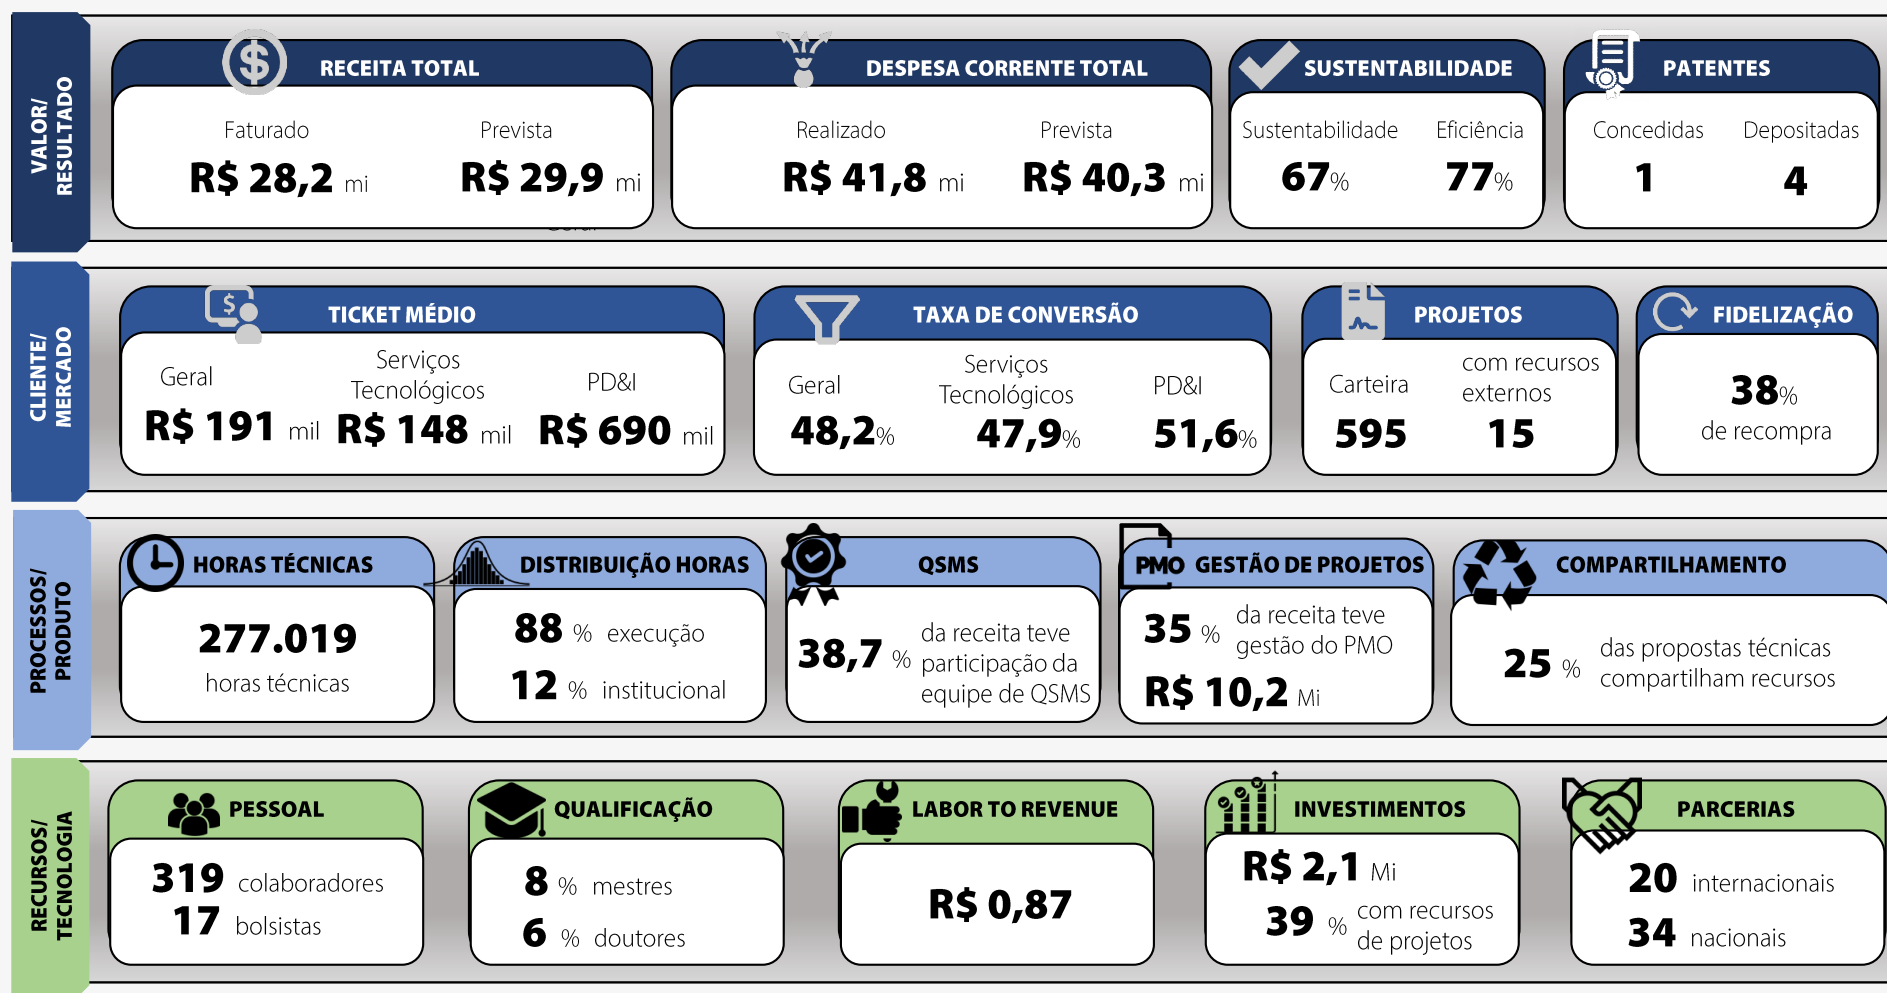 VALOR/
RESULTADO
RECEITA TOTAL
Faturado
Prevista
R$ 28,2 mi
R$ 29,9 mi
DESPESA CORRENTE TOTAL
Realizado
Prevista
R$ 41,8 mi
R$ 40,3 mi
SUSTENTABILIDADE
Sustentabilidade
Eficiência
67%
77%
PATENTES
Concedidas
Depositadas
1
4
CLIENTE/
MERCADO
TICKET MÉDIO
Geral
R$ 191 mil
Serviços
Tecnológicos
R$ 148 mil
PD&I
R$ 690 mil
TAXA DE CONVERSÃO
Geral
48,2%
Serviços
Tecnológicos
47,9%
PD&I
51,6%
PROJETOS
Carteira
595
com recursos
externos
15
FIDELIZAÇÃO
38%
de recompra
PROCESSOS/
PRODUTO
HORAS TÉCNICAS
277.019
horas técnicas
DISTRIBUIÇÃO HORAS
88 % execução
12 % institucional
QSMS
38,7 %
da receita teve
participação da
equipe de QSMS
PMO
GESTÃO DE PROJETOS
35 %
da receita teve
gestão do PMO
R$ 10,2 Mi
COMPARTILHAMENTO
25 %
das propostas técnicas
compartilham recursos
RECURSOS/
TECNOLOGIA
PESSOAL
319 colaboradores
17 bolsistas
QUALIFICAÇÃO
8 % mestres
6 % doutores
LABOR TO REVENUE
R$ 0,87
INVESTIMENTOS
R$ 2,1 Mi
39 %
com recursos
de projetos
PARCERIAS
20 internacionais
34 nacionais